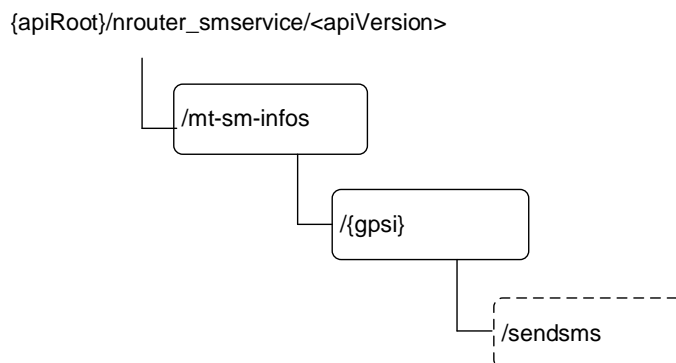 {apiRoot}/nrouter_smservice/<apiVersion>
/mt-sm-infos
/{gpsi}
/sendsms